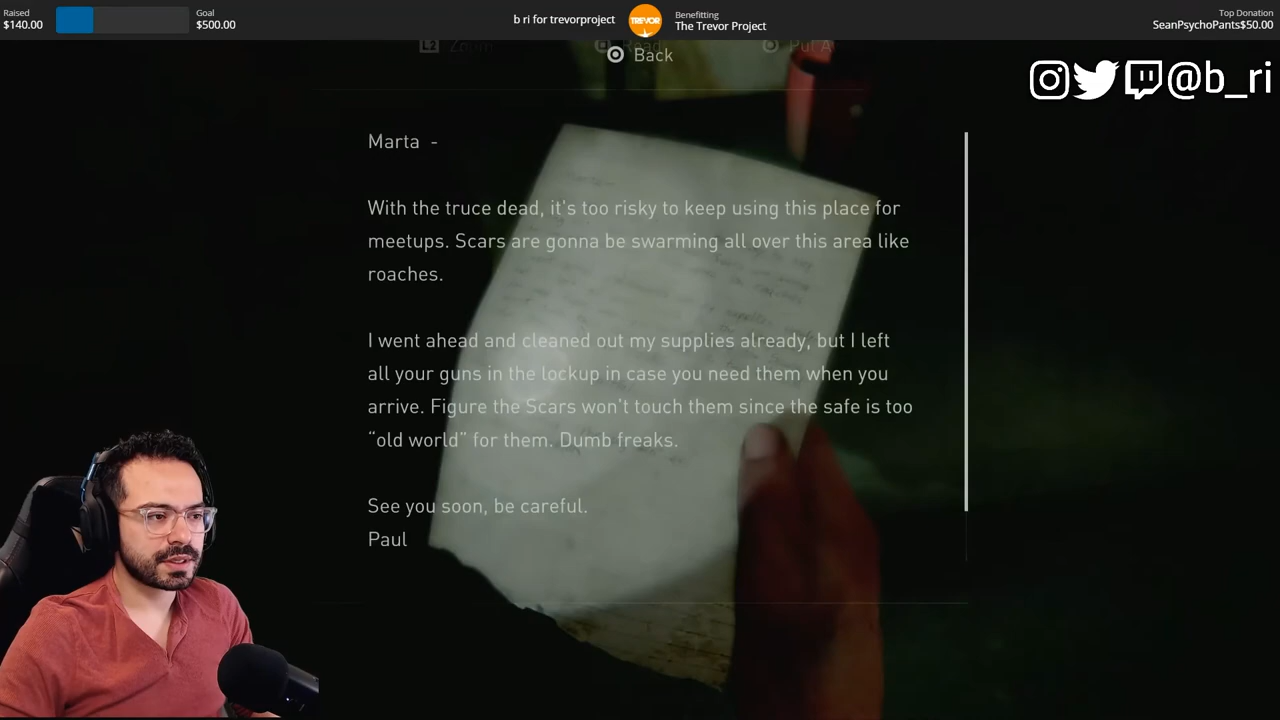 Raised
$140.00
Goal
$500.00
b ri for trevorproject
TREVOR
Benefitting
The Trevor Project
Top Donation
SeanPsychoPants$50.00
L2 Zoom
Read
Back
@b_ri
Marta -
With the truce dead, it's too risky to keep using this place for
meetups. Scars are gonna be swarming all over this area like
roaches.
I went ahead and cleaned out my supplies already, but I left
all your guns in the lockup in case you need them when you
arrive. Figure the Scars won't touch them since the safe is too
“old world” for them. Dumb freaks.
See you soon, be careful.
Paul